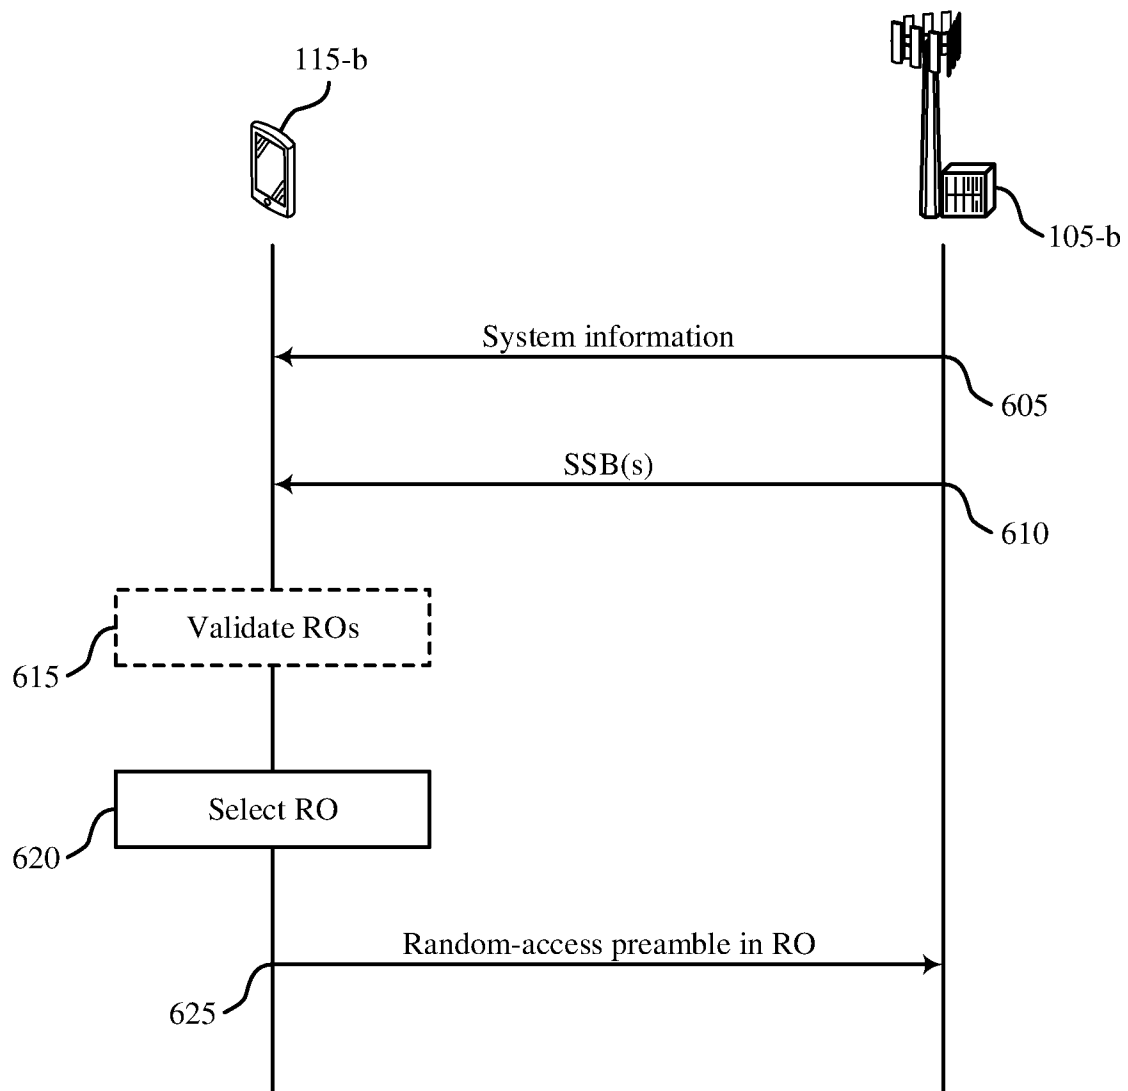 115-b
105-b
System information
605
SSB(s)
610
Validate ROs
615
Select RO
620
Random-access preamble in RO
625